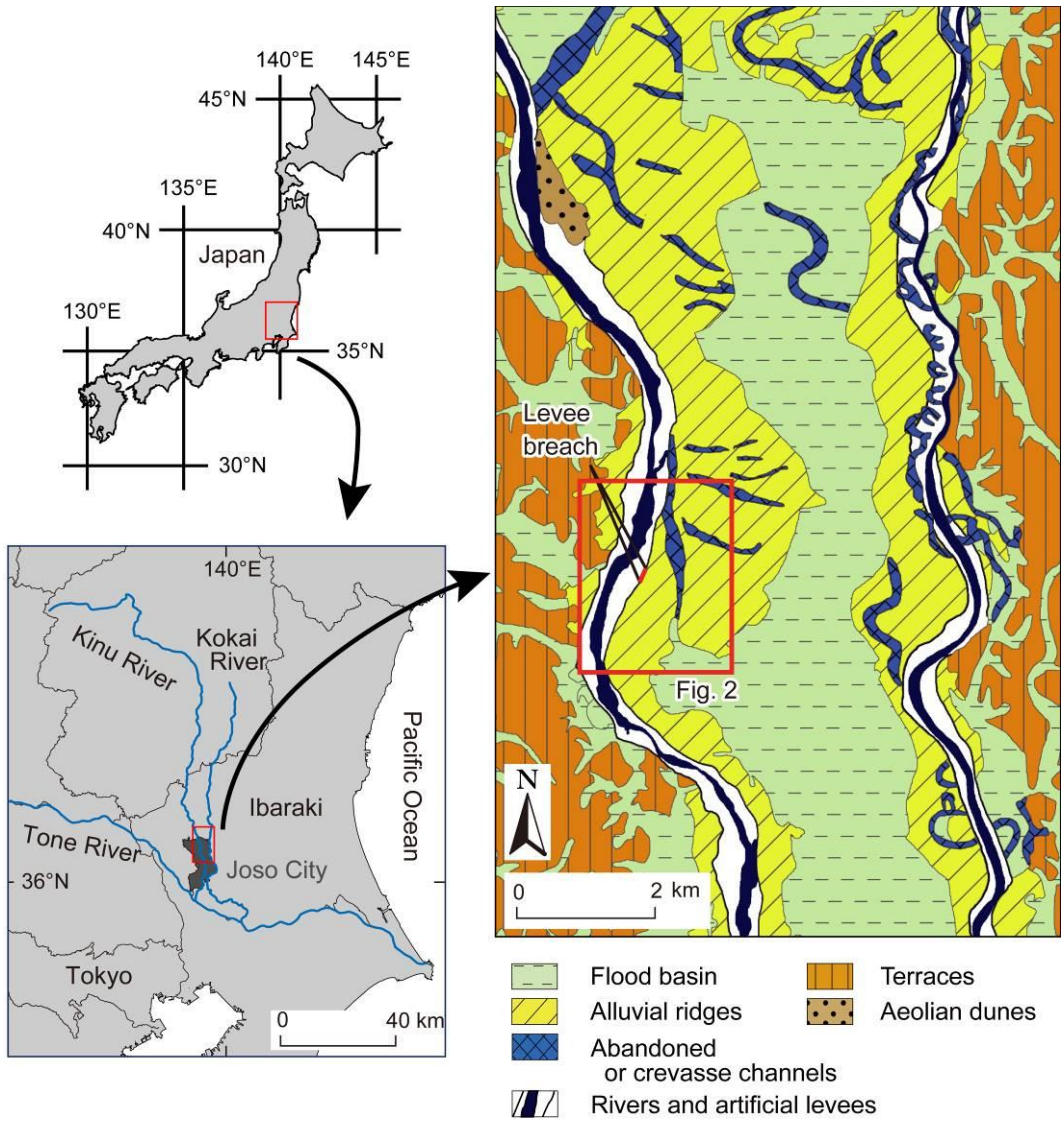 140°E
145°E
45°N
135°E
40°N
Japan
130°E
35°N
30°N
140°E
Kinu River
Kokai
River
Ibaraki
Pacific Ocean
Tone River
Joso City
36°N
Tokyo
0
40 km
Levee
breach
Fig. 2
N
0
2 km
Flood basin
Terraces
Alluvial ridges
Aeolian dunes
Abandoned
or crevasse channels
Rivers and artificial levees